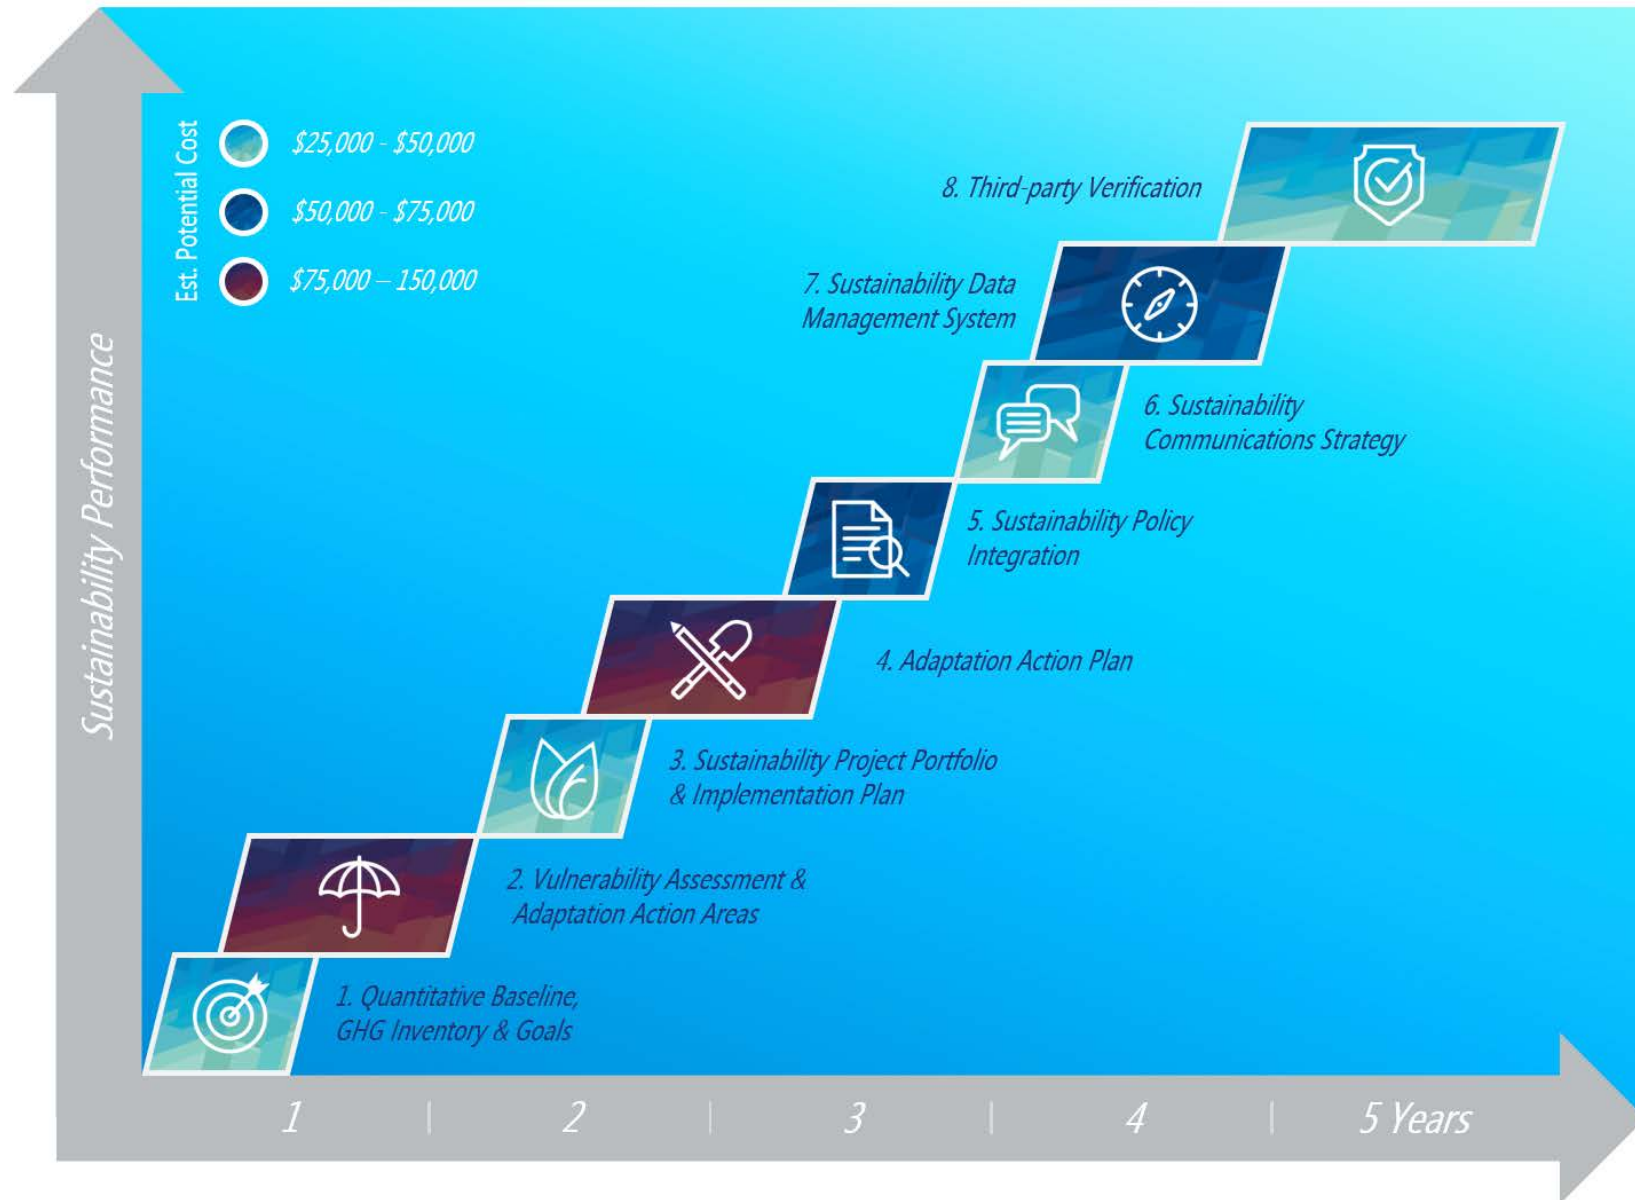 Sustainability Performance
Est. Potential Cost
$25,000 - $50,000
$50,000 - $75,000
$75,000 – 150,000
8. Third-party Verification
7. Sustainability Data
Management System
6. Sustainability
Communications Strategy
5. Sustainability Policy
Integration
4. Adaptation Action Plan
3. Sustainability Project Portfolio
& Implementation Plan
2. Vulnerability Assessment &
Adaptation Action Areas
1. Quantitative Baseline,
GHG Inventory & Goals
1 | 2 | 3 | 4 | 5 Years